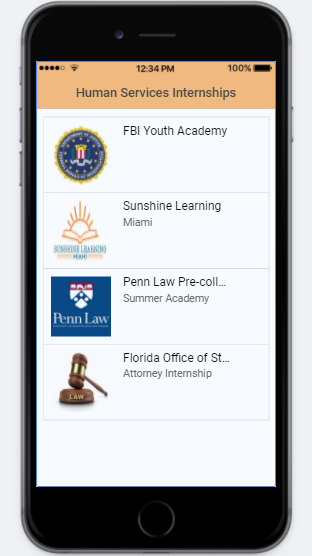 12:34 PM
100%
Human Services Internships
FBI Youth Academy
Sunshine Learning
Miami
SUNSHINE LEARNING
MIAMI
Penn Law Pre-coll...
Summer Academy
Penn Law
Florida Office of St...
Attorney Internship
LAW